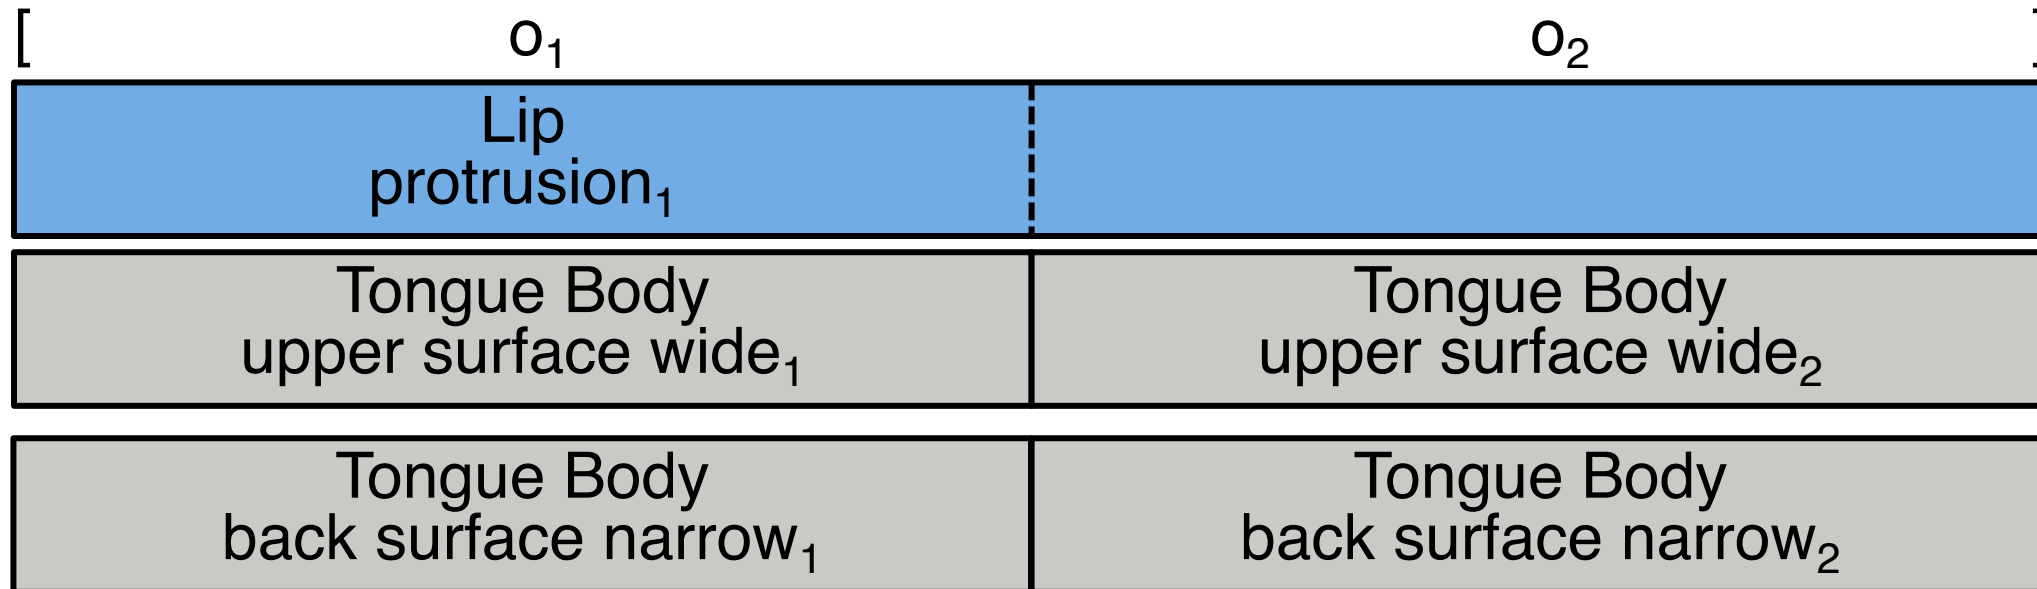 [ o₁ o₂ ]
Lip
protrusion₁
Tongue Body
upper surface wide₁
Tongue Body
upper surface wide₂
Tongue Body
back surface narrow₁
Tongue Body
back surface narrow₂